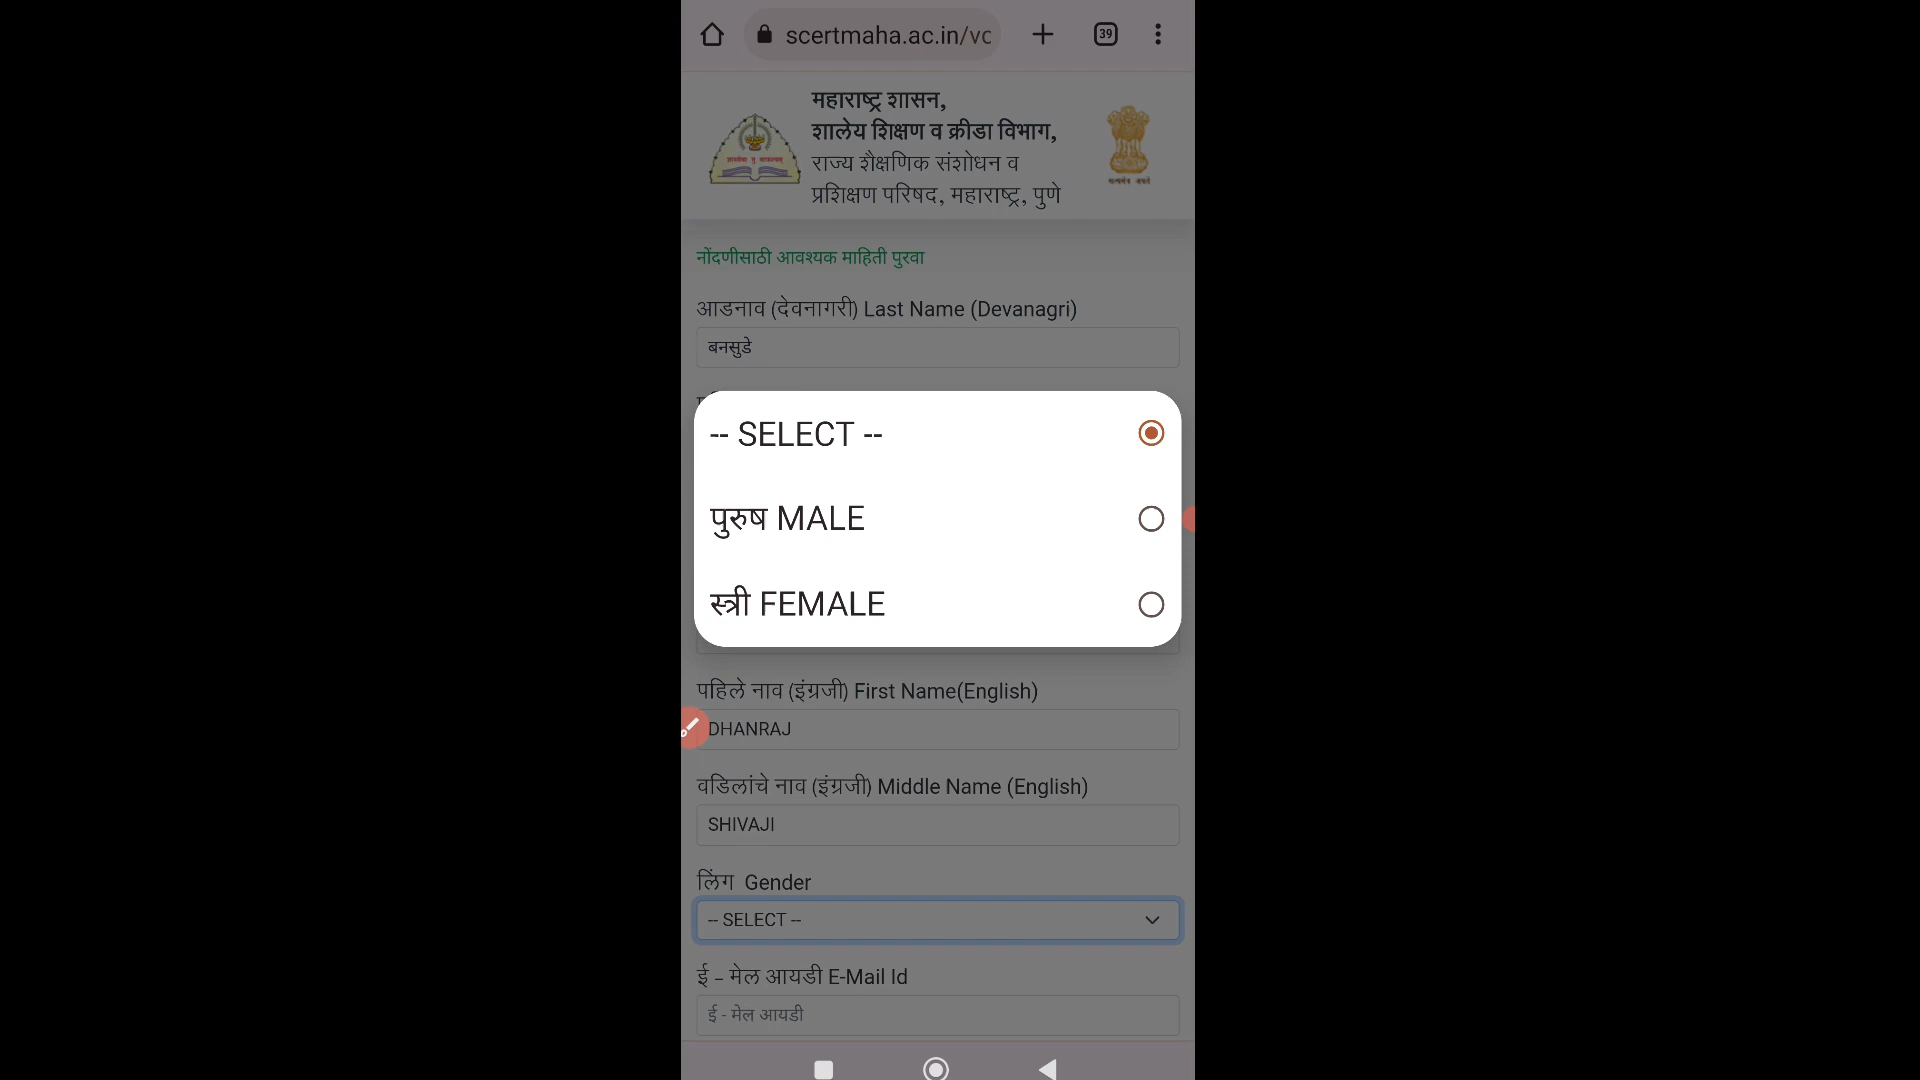 scertmaha.ac.in/vc
39
महाराष्ट्र शासन,
शालेय शिक्षण व क्रीडा विभाग,
राज्य शैक्षणिक संशोधन व
प्रशिक्षण परिषद, महाराष्ट्र, पुणे
नोंदणीसाठी आवश्यक माहिती पुरवा
आडनाव (देवनागरी) Last Name (Devanagri)
बनसुडे
-- SELECT --
पुरुष MALE
स्त्री FEMALE
पहिले नाव (इंग्रजी) First Name(English)
DHANRAJ
वडिलांचे नाव (इंग्रजी) Middle Name (English)
SHIVAJI
लिंग Gender
-- SELECT --
ई – मेल आयडी E-Mail Id
ई - मेल आयडी